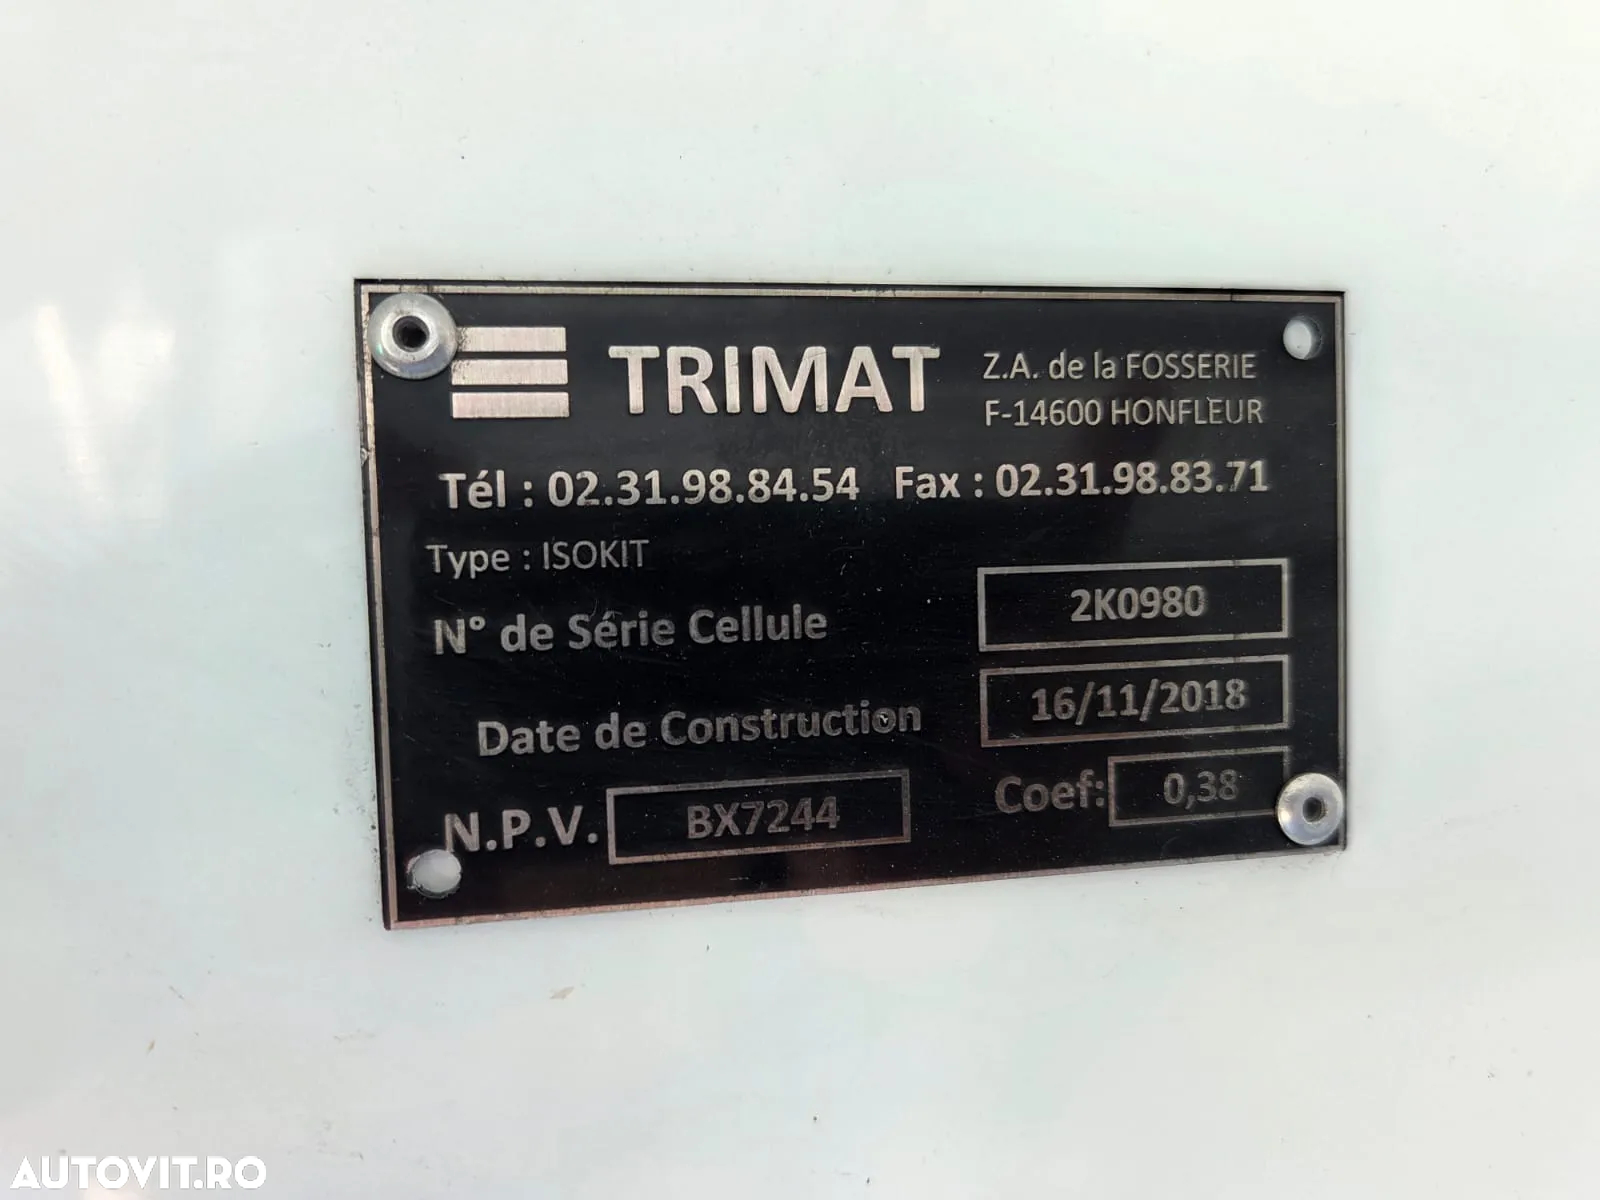 TRIMAT
Z.A. de la FOSSERIE
F-14600 HONFLEUR
Tél : 02.31.98.84.54 Fax : 02.31.98.83.71
Type : ISOKIT
N° de Série Cellule 2K0980
Date de Construction 16/11/2018
N.P.V. BX7244 Coef: 0,38
AUTOVIT.RO